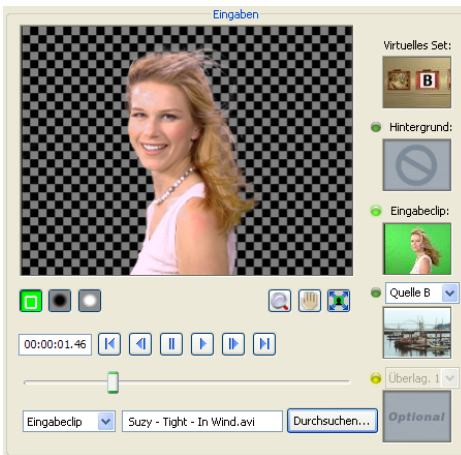 Eingaben
Virtuelles Set:
B
Hintergrund:
Eingabeclip:
Quelle B
00:00:01.46
Überlag. 1
Eingabeclip
Suzy - Tight - In Wind.avi
Durchsuchen...
Optional